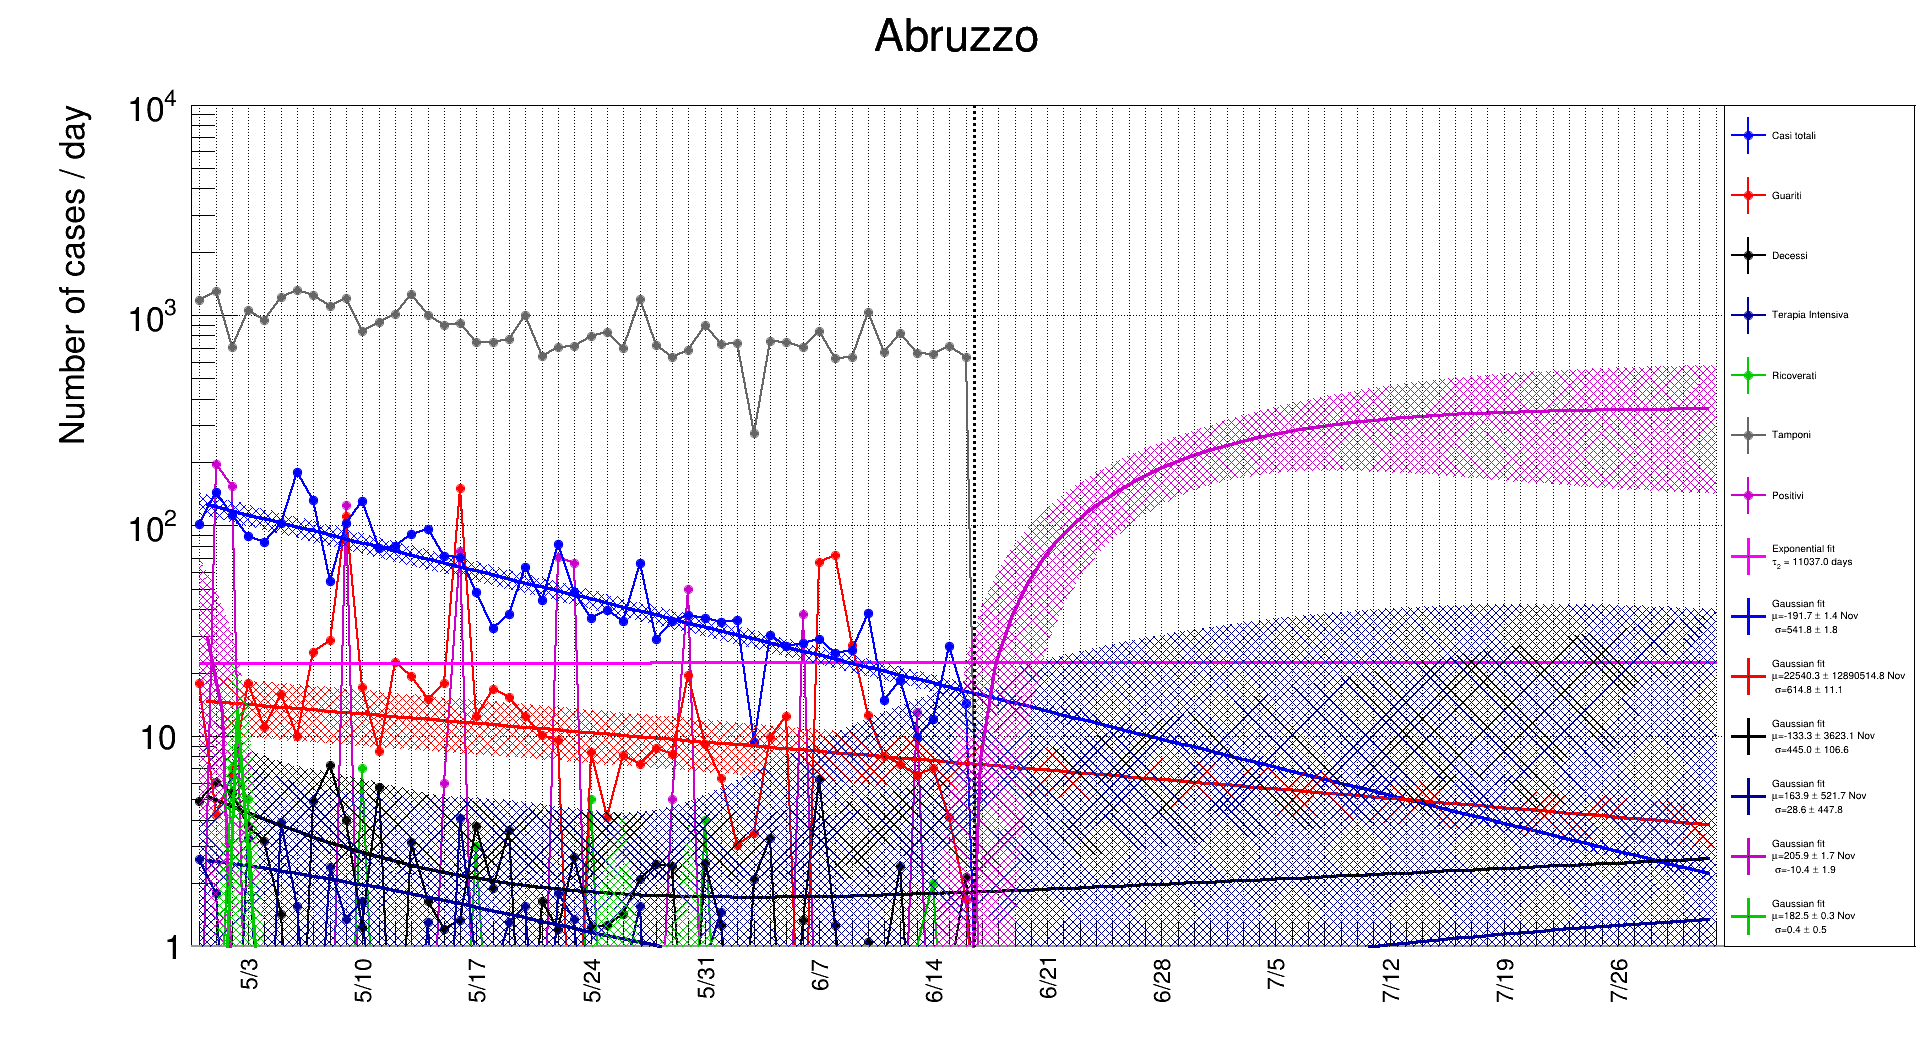 Abruzzo
Number of cases / day
10⁴
10³
10²
10
1
5/3
5/10
5/17
5/24
5/31
6/7
6/14
6/21
6/28
7/5
7/12
7/19
7/26
Casi totali
Guariti
Decessi
Terapia Intensiva
Ricoverati
Tamponi
Positivi
Exponential fit
τ₂ = 11037.0 days
Gaussian fit
μ=-191.7 ± 1.4 Nov
σ=541.8 ± 1.8
Gaussian fit
μ=22540.3 ± 12890514.8 Nov
σ=614.8 ± 11.1
Gaussian fit
μ=-133.3 ± 3623.1 Nov
σ=445.0 ± 106.6
Gaussian fit
μ=163.9 ± 521.7 Nov
σ=28.6 ± 447.8
Gaussian fit
μ=205.9 ± 1.7 Nov
σ=-10.4 ± 1.9
Gaussian fit
μ=182.5 ± 0.3 Nov
σ=0.4 ± 0.5